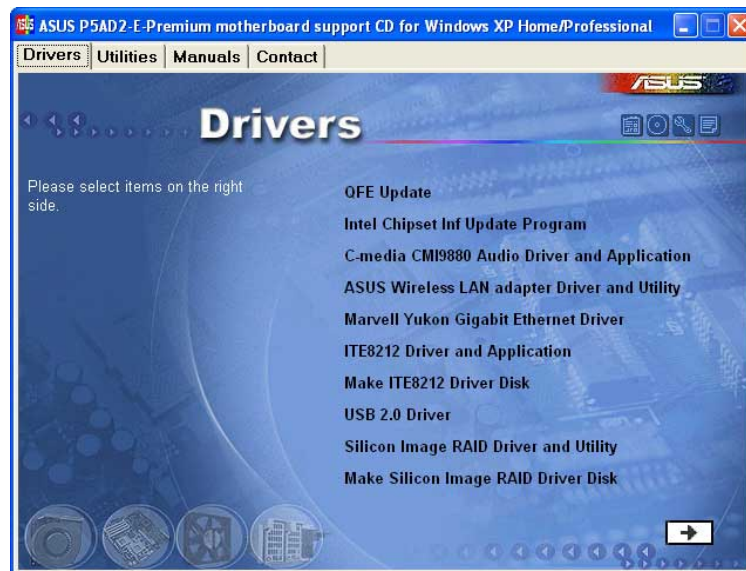 ASUS P5AD2-E-Premium motherboard support CD for Windows XP Home/Professional
Drivers Utilities Manuals Contact
ASUS
Drivers
Please select items on the right
side.
QFE Update
Intel Chipset Inf Update Program
C-media CMI9880 Audio Driver and Application
ASUS Wireless LAN adapter Driver and Utility
Marvell Yukon Gigabit Ethernet Driver
ITE8212 Driver and Application
Make ITE8212 Driver Disk
USB 2.0 Driver
Silicon Image RAID Driver and Utility
Make Silicon Image RAID Driver Disk